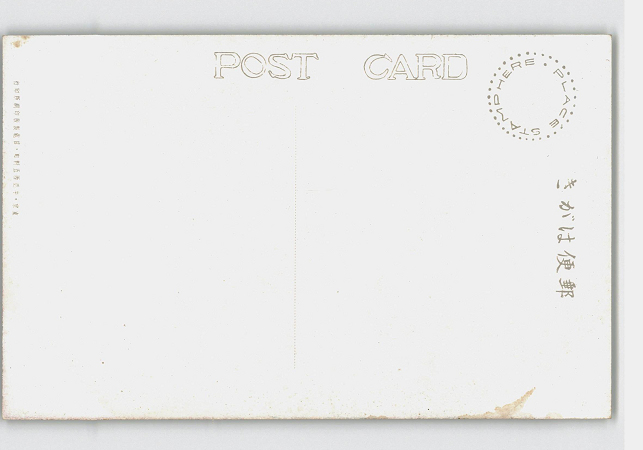 POST CARD
PLACE STAMP HERE
郵便はがき